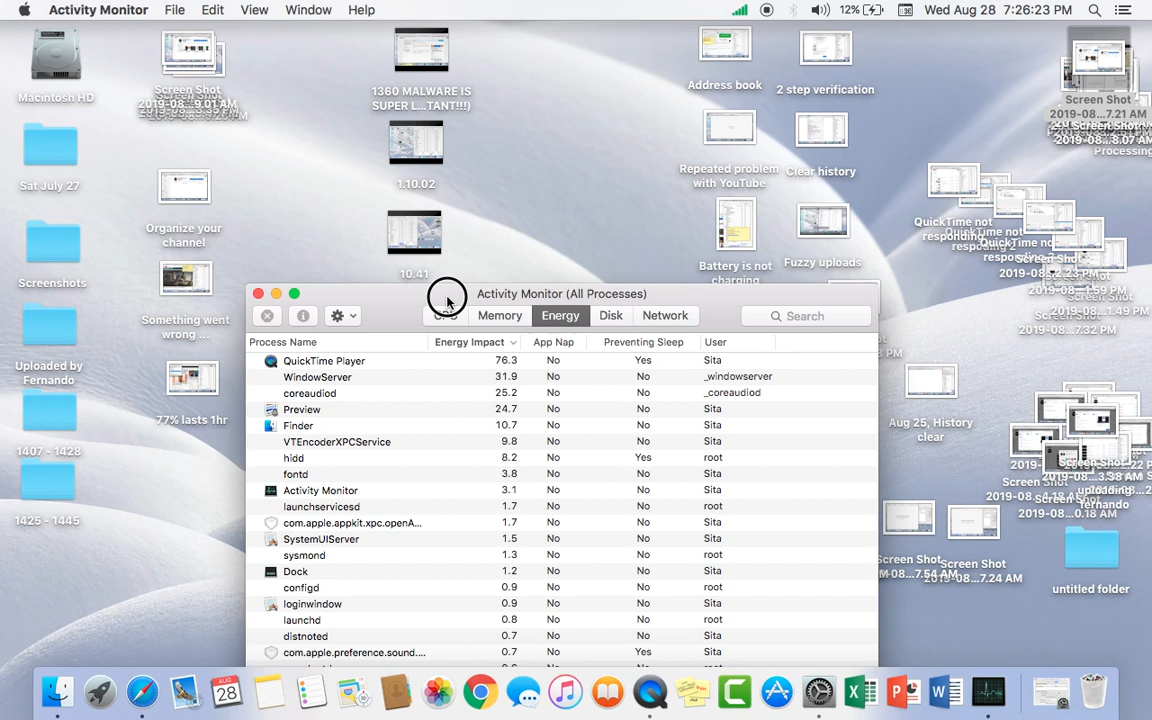 Activity Monitor File Edit View Window Help 12% Wed Aug 28 7:26:23 PM
Macintosh HD
Sat July 27
Screenshots
Uploaded by
Fernando
1407 - 1428
1425 - 1445
Screen Shot
Organize your
channel
Something went
wrong ...
77% lasts 1hr
1360 MALWARE IS
SUPER L...TANT!!!)
1.10.02
10.41
Address book
Repeated problem
with YouTube
Battery is not
charging
2 step verification
Clear history
Fuzzy uploads
Screen Shot
2019-08...7.21 AM
2019-08...8.07 AM
Processing
QuickTime not
Aug 25, History
clear
Screen Shot
Screen Shot
2019-08...7.24 AM
untitled folder
Activity Monitor (All Processes)
Memory Energy Disk Network Search
Process Name Energy Impact App Nap Preventing Sleep User
QuickTime Player 76.3 No Yes Sita
WindowServer 31.9 No No _windowserver
coreaudiod 25.2 No No _coreaudiod
Preview 24.7 No No Sita
Finder 10.7 No No Sita
VTEncoderXPCService 9.8 No No Sita
hidd 8.2 No Yes root
fontd 3.8 No No Sita
Activity Monitor 3.1 No No Sita
launchservicesd 1.7 No No root
com.apple.appkit.xpc.openA... 1.7 No No Sita
SystemUIServer 1.5 No No Sita
sysmond 1.3 No No root
Dock 1.2 No No Sita
configd 0.9 No No root
loginwindow 0.9 No No Sita
launchd 0.8 No No root
distnoted 0.7 No No Sita
com.apple.preference.sound.... 0.7 No Yes Sita
AUG
28